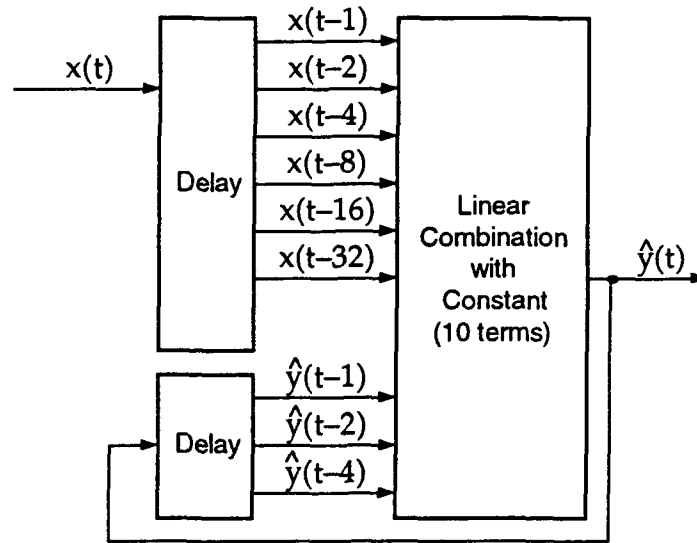 x(t)
Delay
x(t–1)
x(t–2)
x(t–4)
x(t–8)
x(t–16)
x(t–32)
Linear
Combination
with
Constant
(10 terms)
ŷ(t)
Delay
ŷ(t–1)
ŷ(t–2)
ŷ(t–4)